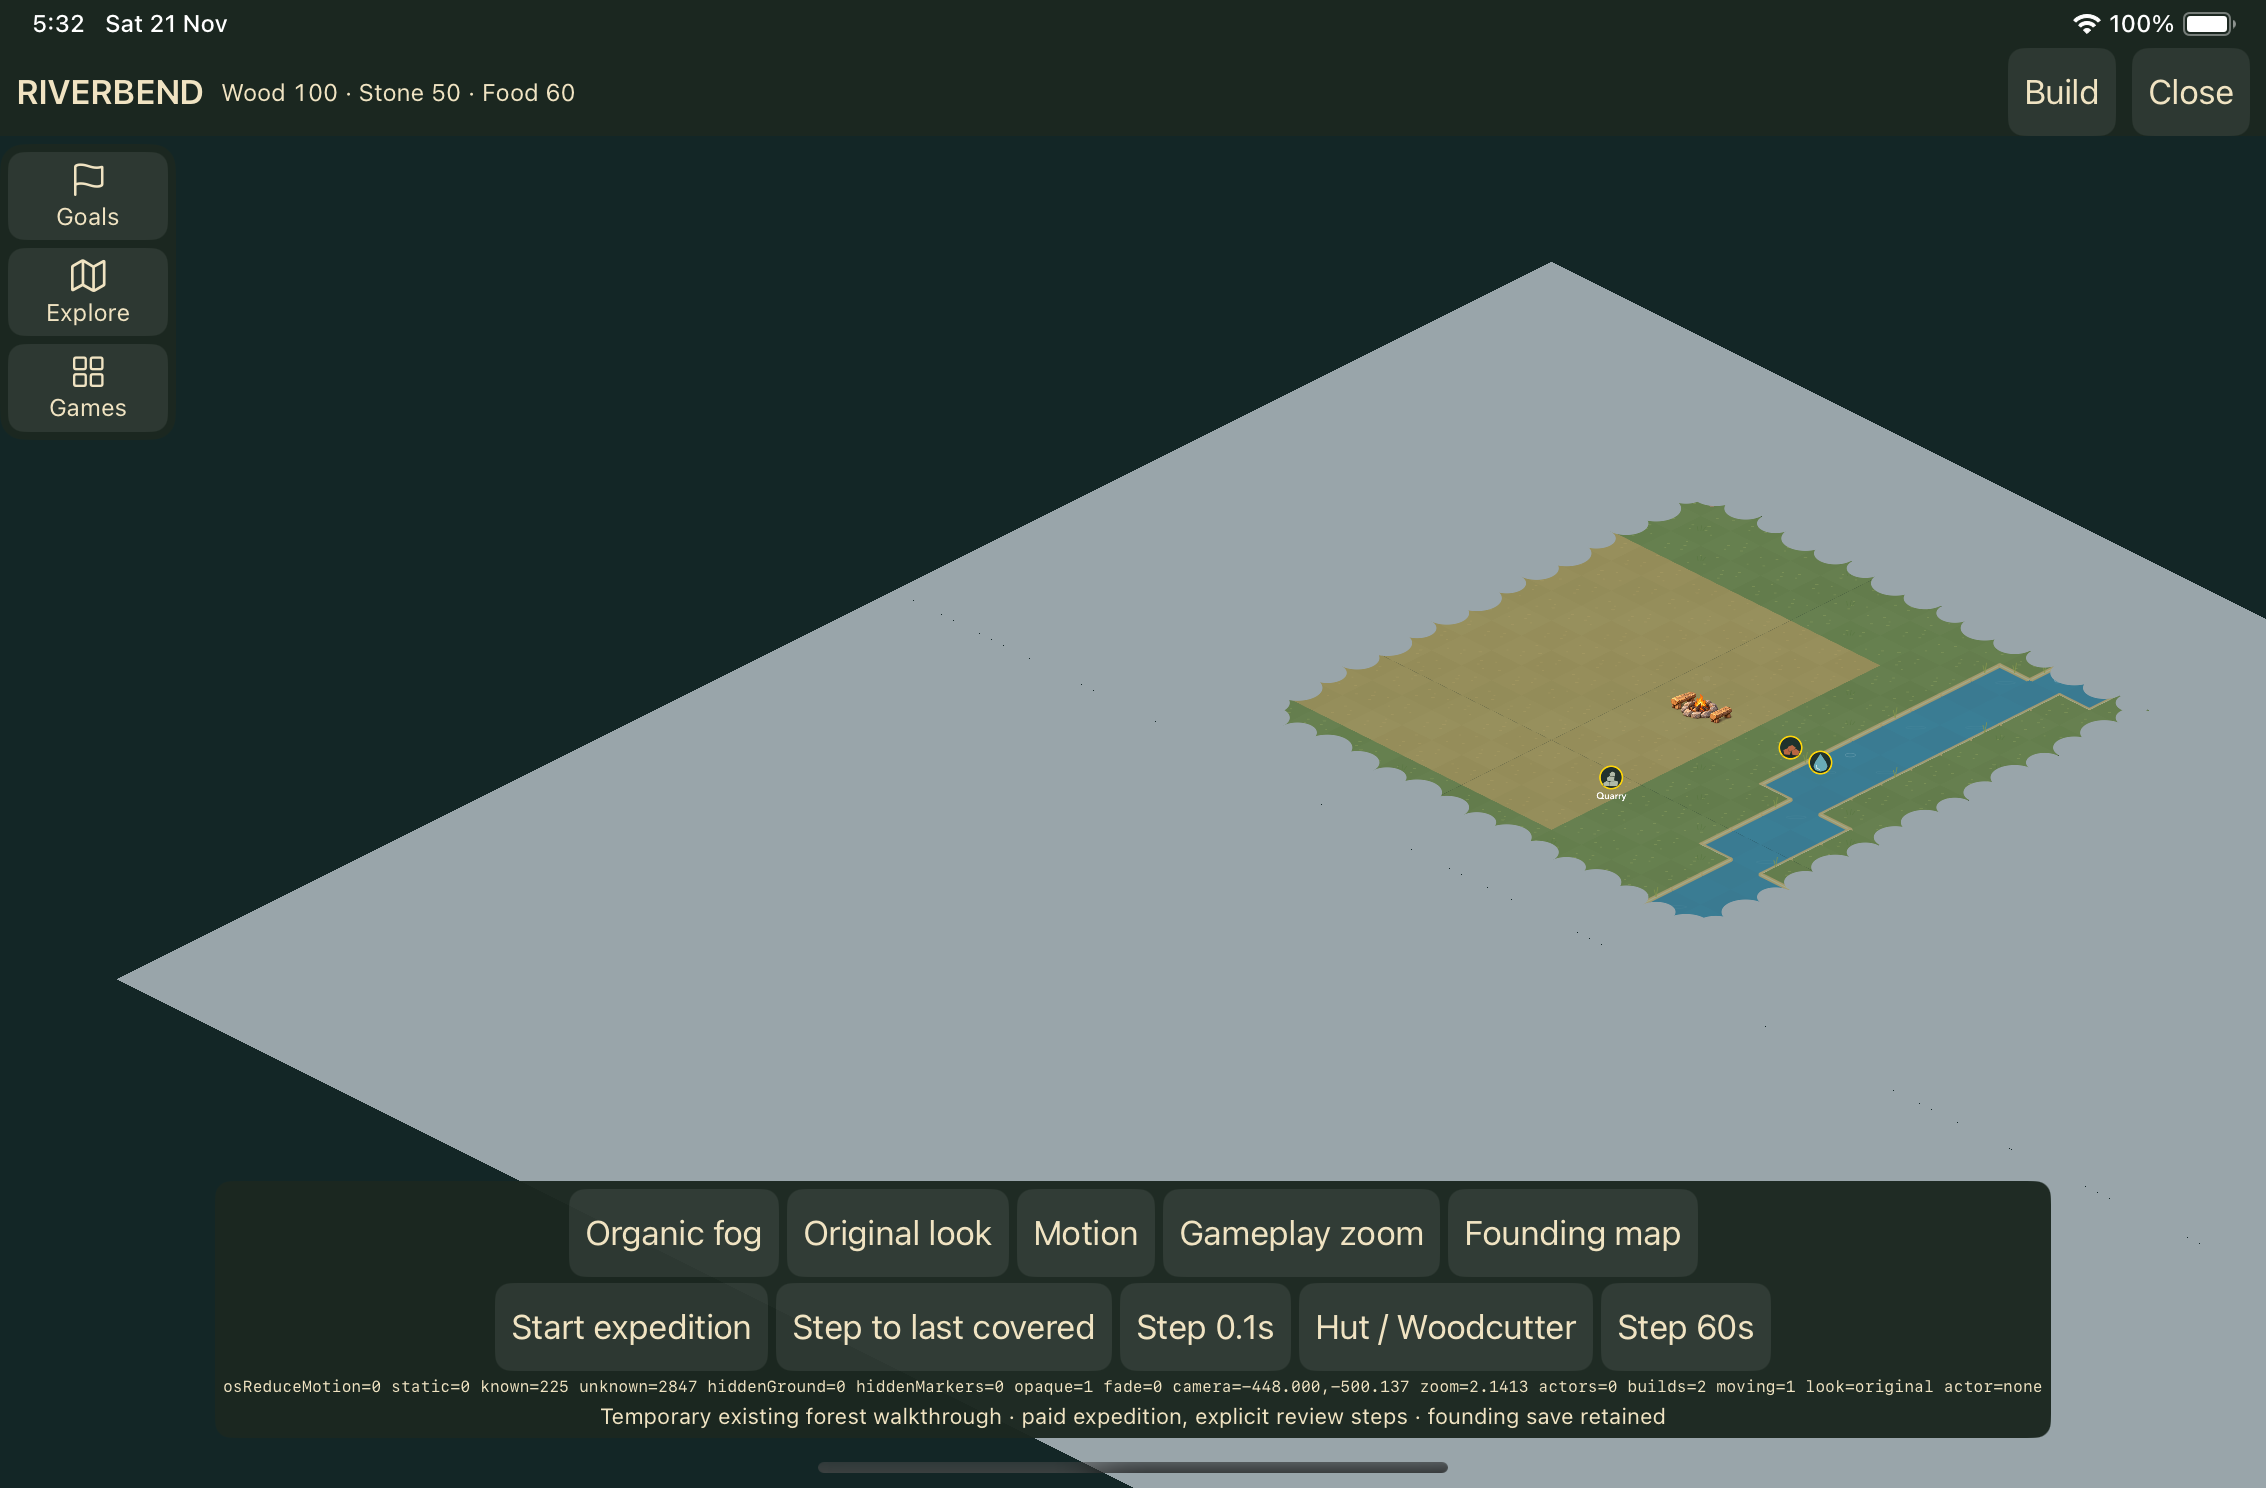 5:32 Sat 21 Nov 100%
RIVERBEND Wood 100 · Stone 50 · Food 60 Build Close
Goals
Explore
Games
Quarry
Organic fog Original look Motion Gameplay zoom Founding map
Start expedition Step to last covered Step 0.1s Hut / Woodcutter Step 60s
osReduceMotion=0 static=0 known=225 unknown=2847 hiddenGround=0 hiddenMarkers=0 opaque=1 fade=0 camera=−448.000,−500.137 zoom=2.1413 actors=0 builds=2 moving=1 look=original actor=none
Temporary existing forest walkthrough · paid expedition, explicit review steps · founding save retained